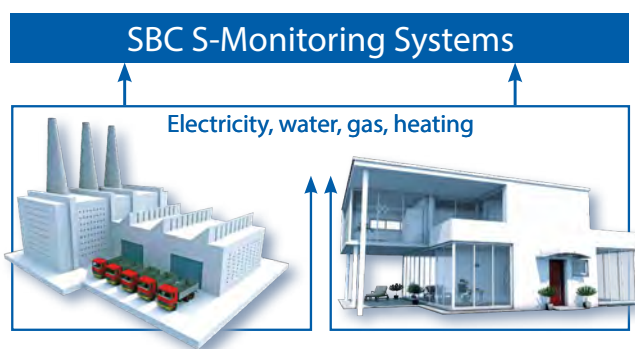 SBC S-Monitoring Systems
Electricity, water, gas, heating